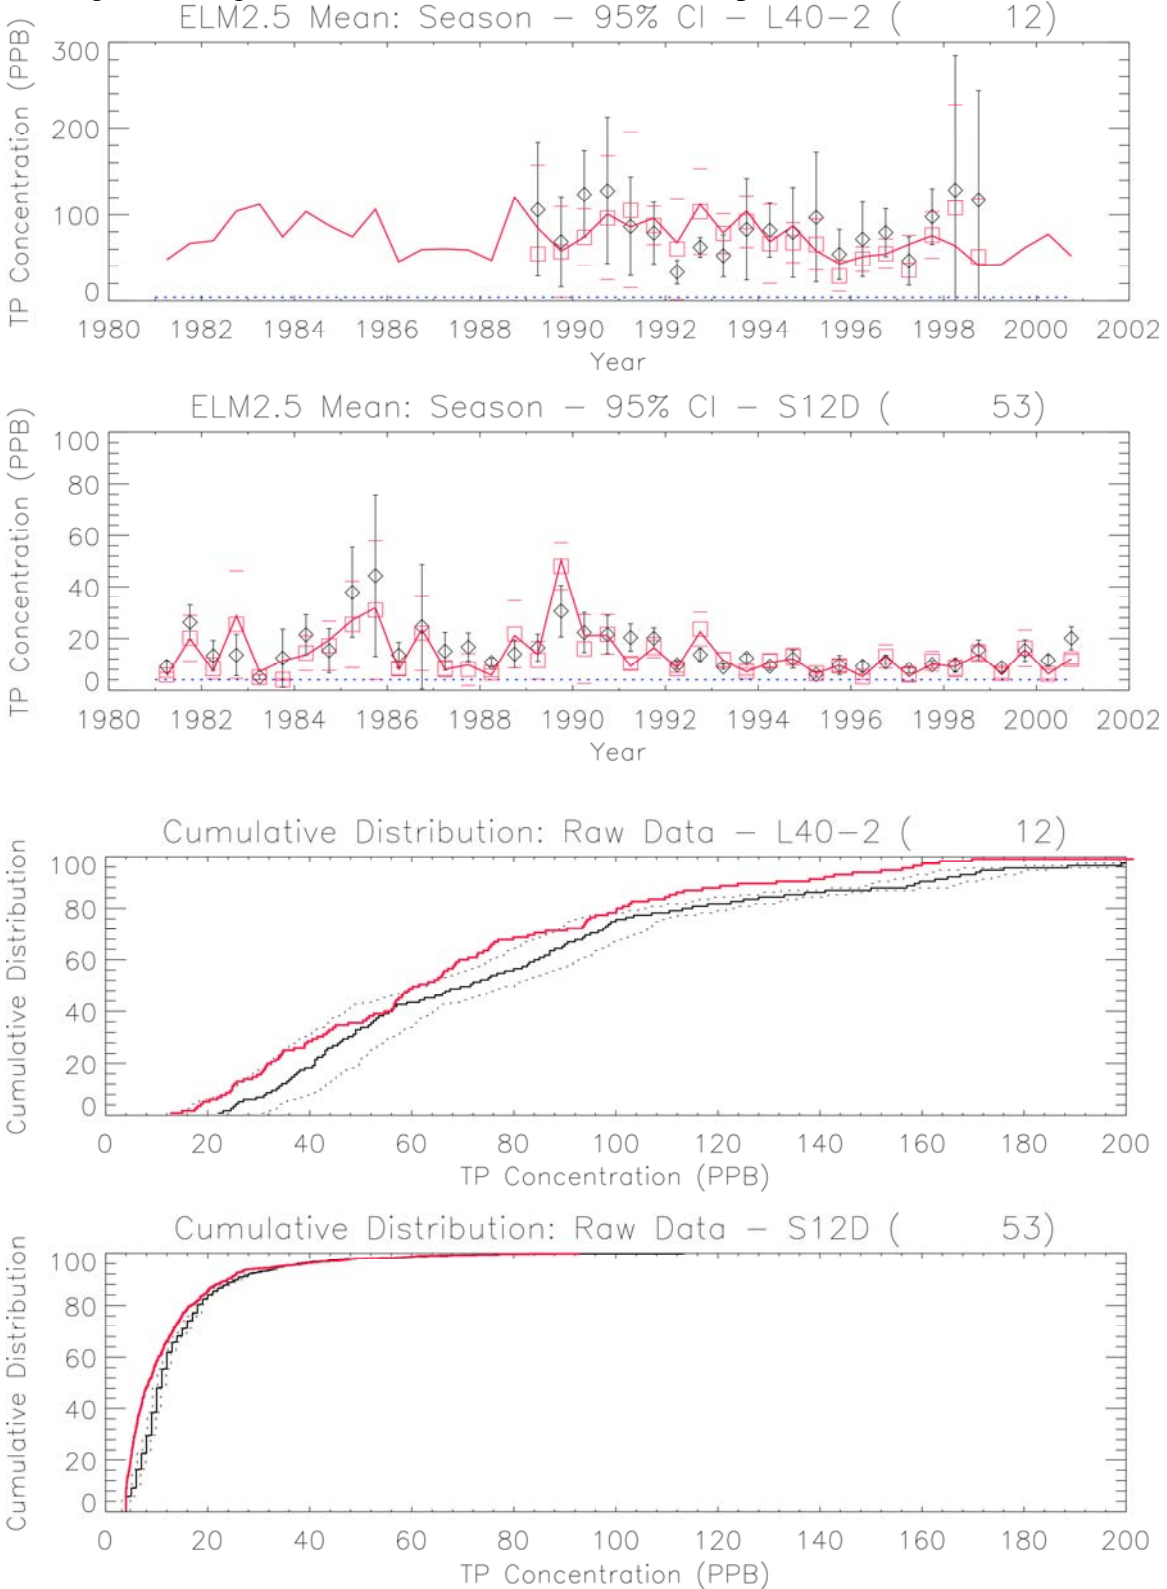 ELM2.5 Mean: Season - 95% CI - L40-2 ( 12)
TP Concentration (PPB)
300
200
100
0
1980 1982 1984 1986 1988 1990 1992 1994 1996 1998 2000 2002
Year
ELM2.5 Mean: Season - 95% CI - S12D ( 53)
TP Concentration (PPB)
100
80
60
40
20
0
1980 1982 1984 1986 1988 1990 1992 1994 1996 1998 2000 2002
Year
Cumulative Distribution: Raw Data - L40-2 ( 12)
Cumulative Distribution
100
80
60
40
20
0
0 20 40 60 80 100 120 140 160 180 200
TP Concentration (PPB)
Cumulative Distribution: Raw Data - S12D ( 53)
Cumulative Distribution
100
80
60
40
20
0
0 20 40 60 80 100 120 140 160 180 200
TP Concentration (PPB)